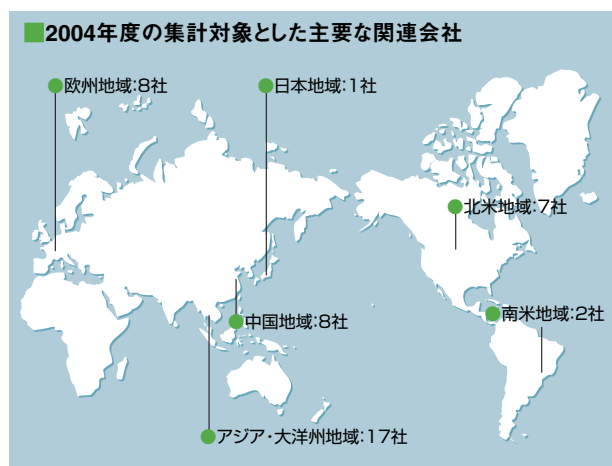 ■2004年度の集計対象とした主要な関連会社
欧州地域：8社
日本地域：1社
北米地域：7社
南米地域：2社
中国地域：8社
アジア・大洋州地域：17社